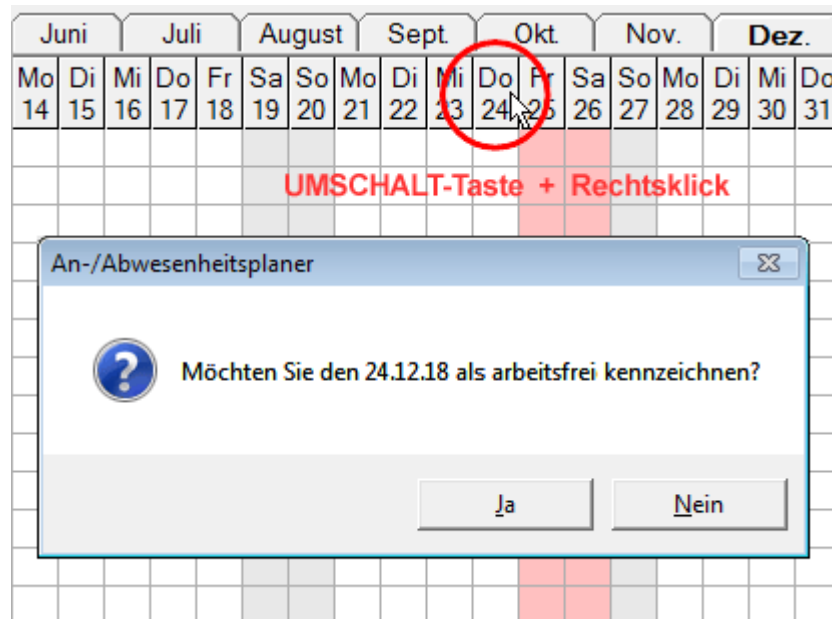 Juni Juli August Sept. Okt. Nov. Dez.
Mo Di Mi Do Fr Sa So Mo Di Mi Do Fr Sa So Mo Di Mi Do
14 15 16 17 18 19 20 21 22 23 24 25 26 27 28 29 30 31
UMSCHALT-Taste + Rechtsklick
An-/Abwesenheitsplaner
Möchten Sie den 24.12.18 als arbeitsfrei kennzeichnen?
Ja Nein